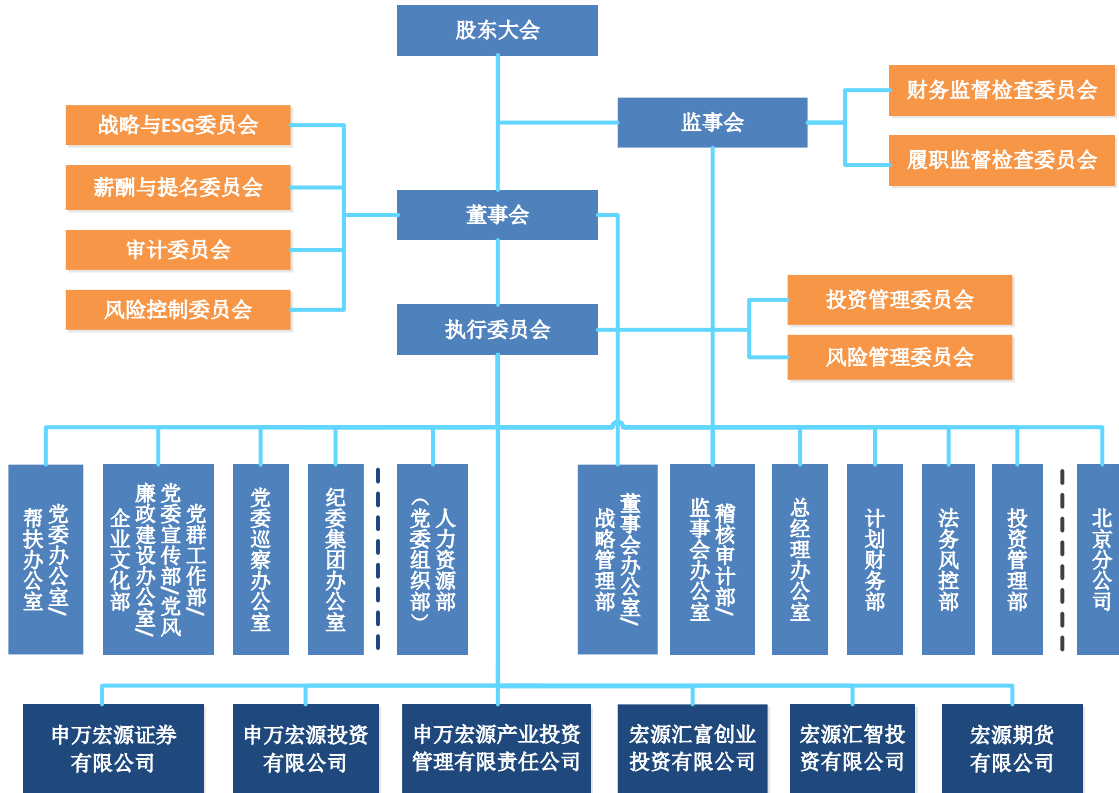 股东大会
财务监督检查委员会
战略与ESG委员会
监事会
履职监督检查委员会
薪酬与提名委员会
董事会
审计委员会
投资管理委员会
风险控制委员会
执行委员会
风险管理委员会
党委办公室/
帮扶办公室
党群工作部/
党委宣传部/党风
廉政建设办公室/
企业文化部
党委巡察办公室
纪委集团办公室
人力资源部
(党委组织部)
董事会办公室/
战略管理部
稽核审计部/
监事会办公室
总经理办公室
计划财务部
法务风控部
投资管理部
北京分公司
申万宏源证券
有限公司
申万宏源投资
有限公司
申万宏源产业投资
管理有限责任公司
宏源汇富创业
投资有限公司
宏源汇智投
资有限公司
宏源期货
有限公司